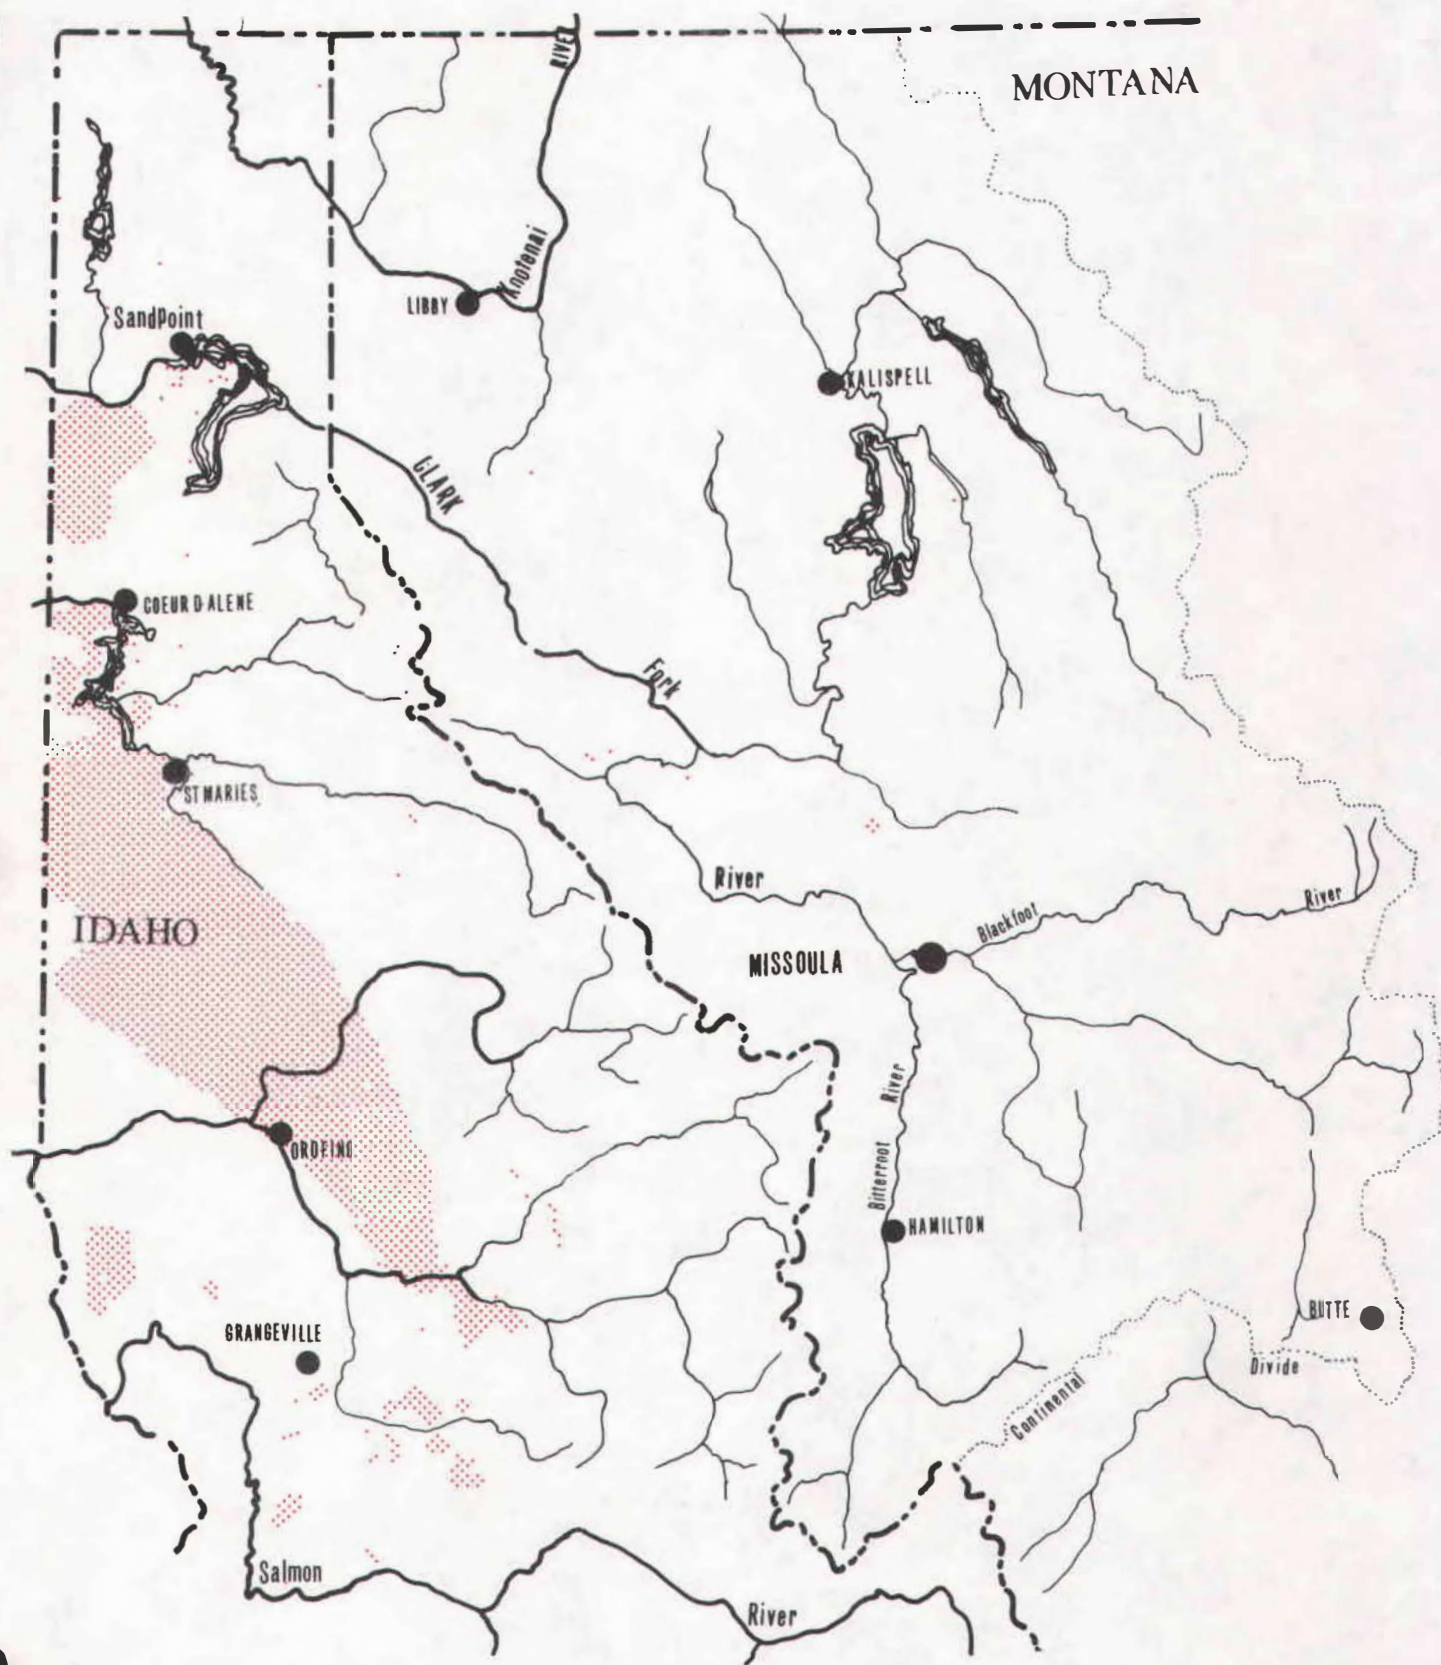 RIVER
MONTANA
Knotenai
LIBBY
SandPoint
KALISPELL
CLARK
COEUR D ALENE
Fork
ST MARIES
River
IDAHO
Blackfoot
River
MISSOULA
River
Bitterroot
OROFINO
HAMILTON
BUTTE
GRANGEVILLE
Divide
Continental
Salmon
River